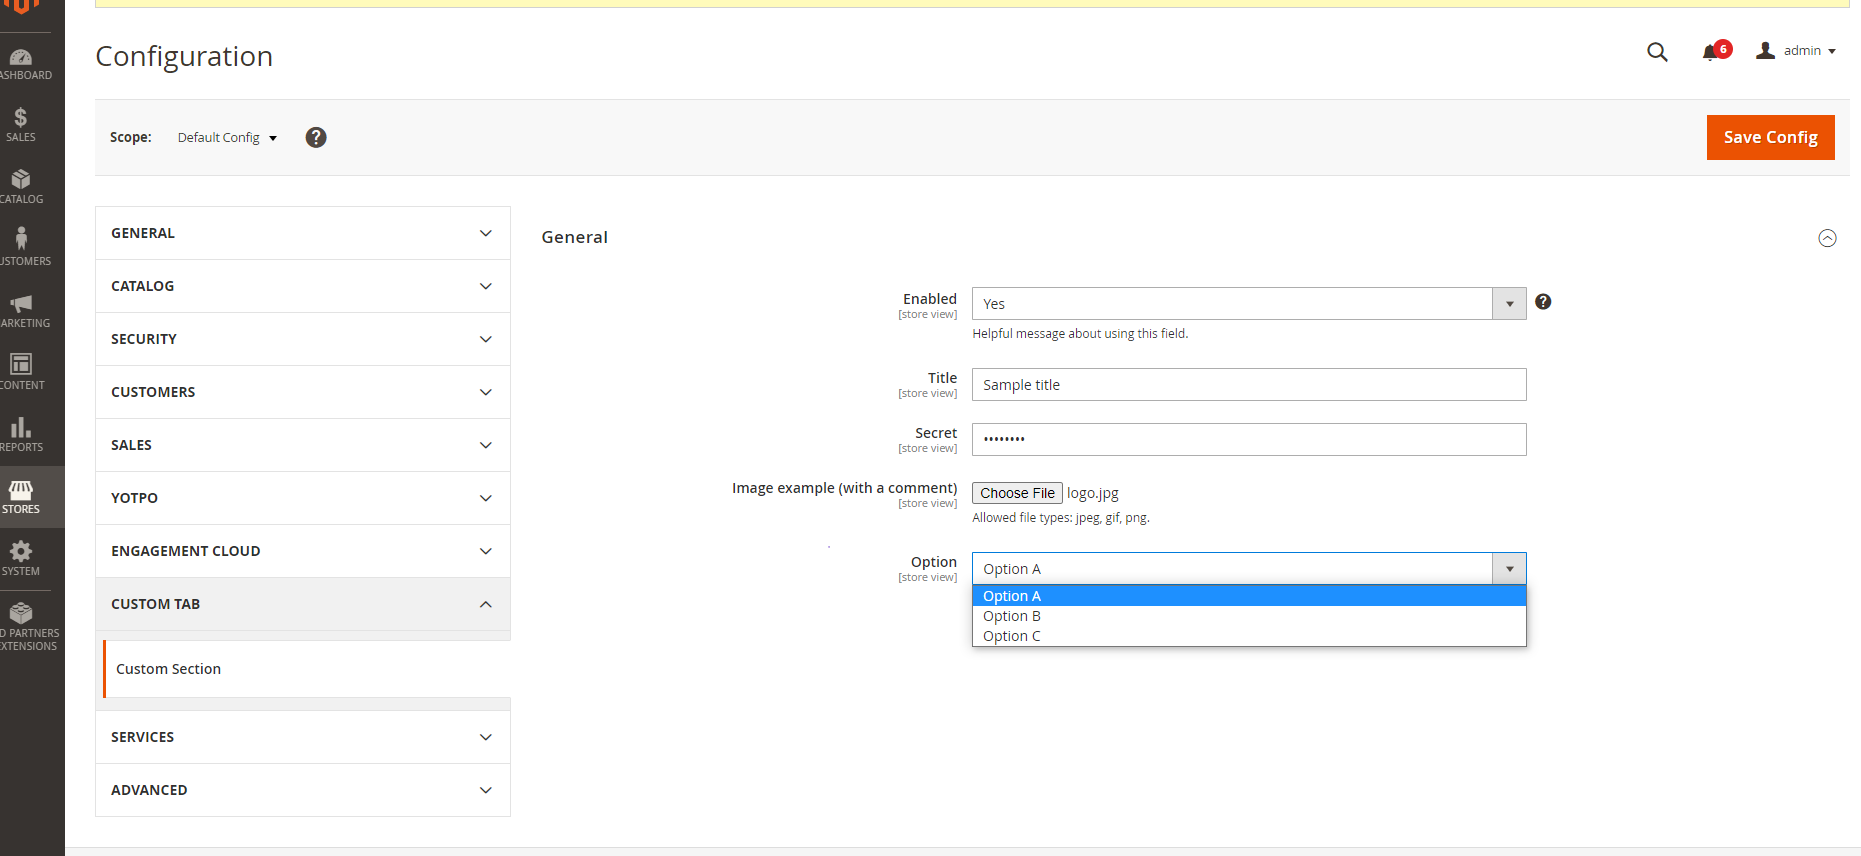 Configuration
6
admin
Scope:
Default Config
?
Save Config
ASHBOARD
SALES
CATALOG
USTOMERS
ARKETING
CONTENT
REPORTS
STORES
SYSTEM
D PARTNERS
EXTENSIONS
GENERAL
CATALOG
SECURITY
CUSTOMERS
SALES
YOTPO
ENGAGEMENT CLOUD
CUSTOM TAB
Custom Section
SERVICES
ADVANCED
General
Enabled
[store view]
Yes
?
Helpful message about using this field.
Title
[store view]
Sample title
Secret
[store view]
••••••••
Image example (with a comment)
[store view]
Choose File logo.jpg
Allowed file types: jpeg, gif, png.
Option
[store view]
Option A
Option A
Option B
Option C